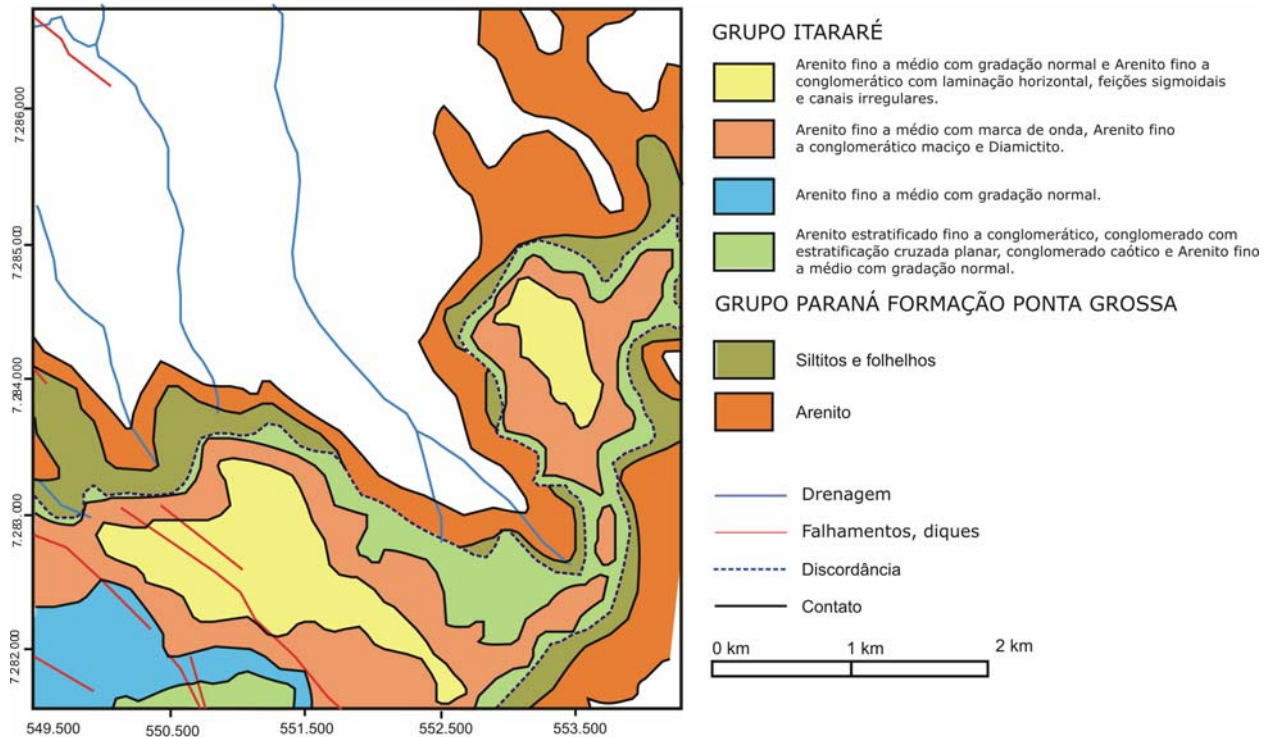 GRUPO ITARARÉ
Arenito fino a médio com gradação normal e Arenito fino a
conglomerático com laminação horizontal, feições sigmoidais
e canais irregulares.
Arenito fino a médio com marca de onda, Arenito fino
a conglomerático maciço e Diamictito.
Arenito fino a médio com gradação normal.
Arenito estratificado fino a conglomerático, conglomerado com
estratificação cruzada planar, conglomerado caótico e Arenito fino
a médio com gradação normal.
GRUPO PARANÁ FORMAÇÃO PONTA GROSSA
Siltitos e folhelhos
Arenito
Drenagem
Falhamentos, diques
Discordância
Contato
0 km 1 km 2 km
7.286.000
7.285.000
7.284.000
7.283.000
7.282.000
549.500 550.500 551.500 552.500 553.500